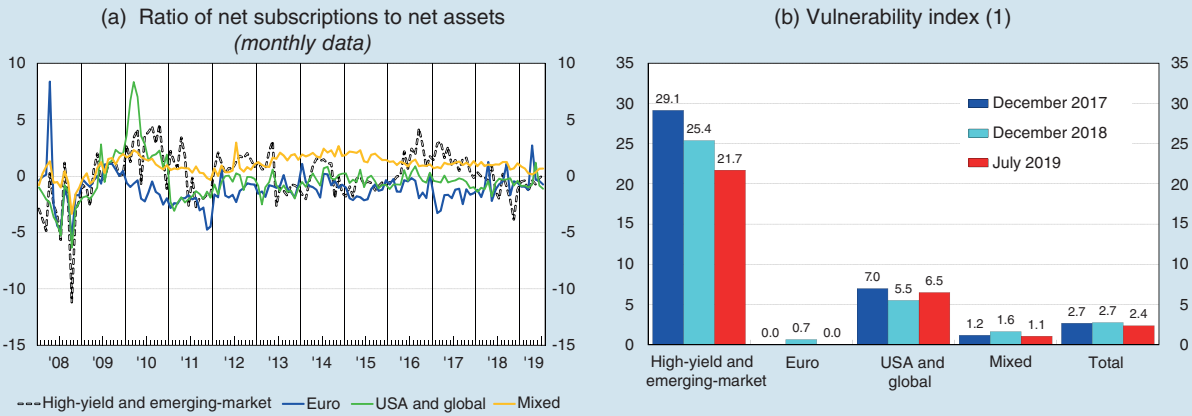 (a) Ratio of net subscriptions to net assets
(monthly data)
10 10
5 5
0 0
-5 -5
-10 -10
-15 -15
'08 '09 '10 '11 '12 '13 '14 '15 '16 '17 '18 '19
High-yield and emerging-market Euro USA and global Mixed
(b) Vulnerability index (1)
35 35
30 30
25 25
20 20
15 15
10 10
5 5
0 0
December 2017
December 2018
July 2019
29.1 25.4 21.7
0.0 0.7 0.0
7.0 5.5 6.5
1.2 1.6 1.1
2.7 2.7 2.4
High-yield and
emerging-market
Euro
USA and
global
Mixed
Total